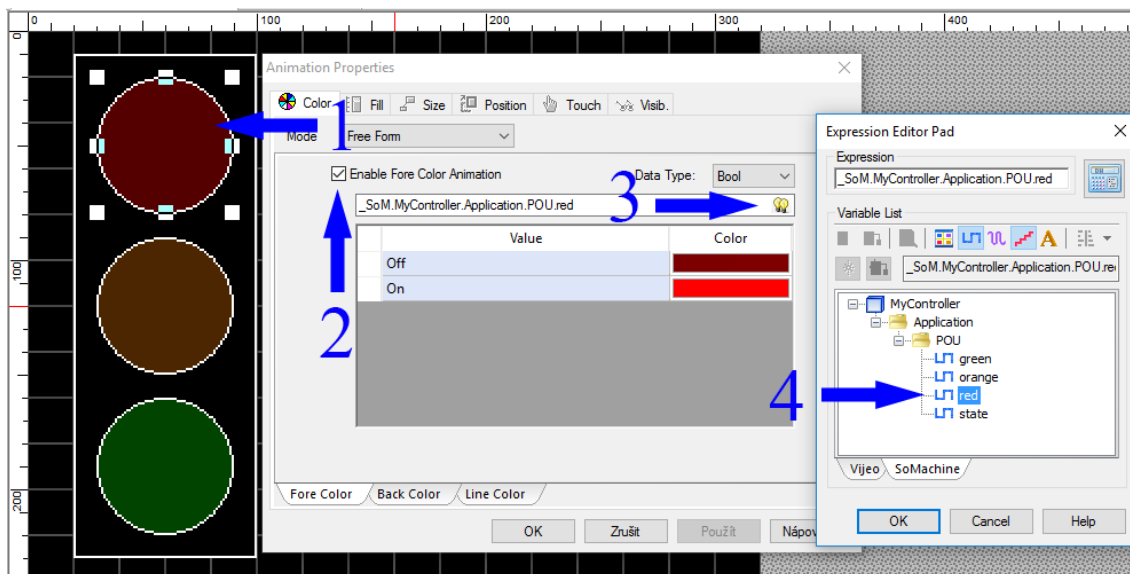 0 100 200 300 400
0
100
200
Animation Properties
Color Fill Size Position Touch Visib.
Mode Free Form
Enable Fore Color Animation Data Type: Bool
_SoM.MyController.Application.POU.red
Value Color
Off
On
Fore Color Back Color Line Color
OK Zrušit Použít Nápov
1
2
3
4
Expression Editor Pad
Expression
_SoM.MyController.Application.POU.red
Variable List
A
_SoM.MyController.Application.POU.re
MyController
Application
POU
green
orange
red
state
Vijeo SoMachine
OK Cancel Help